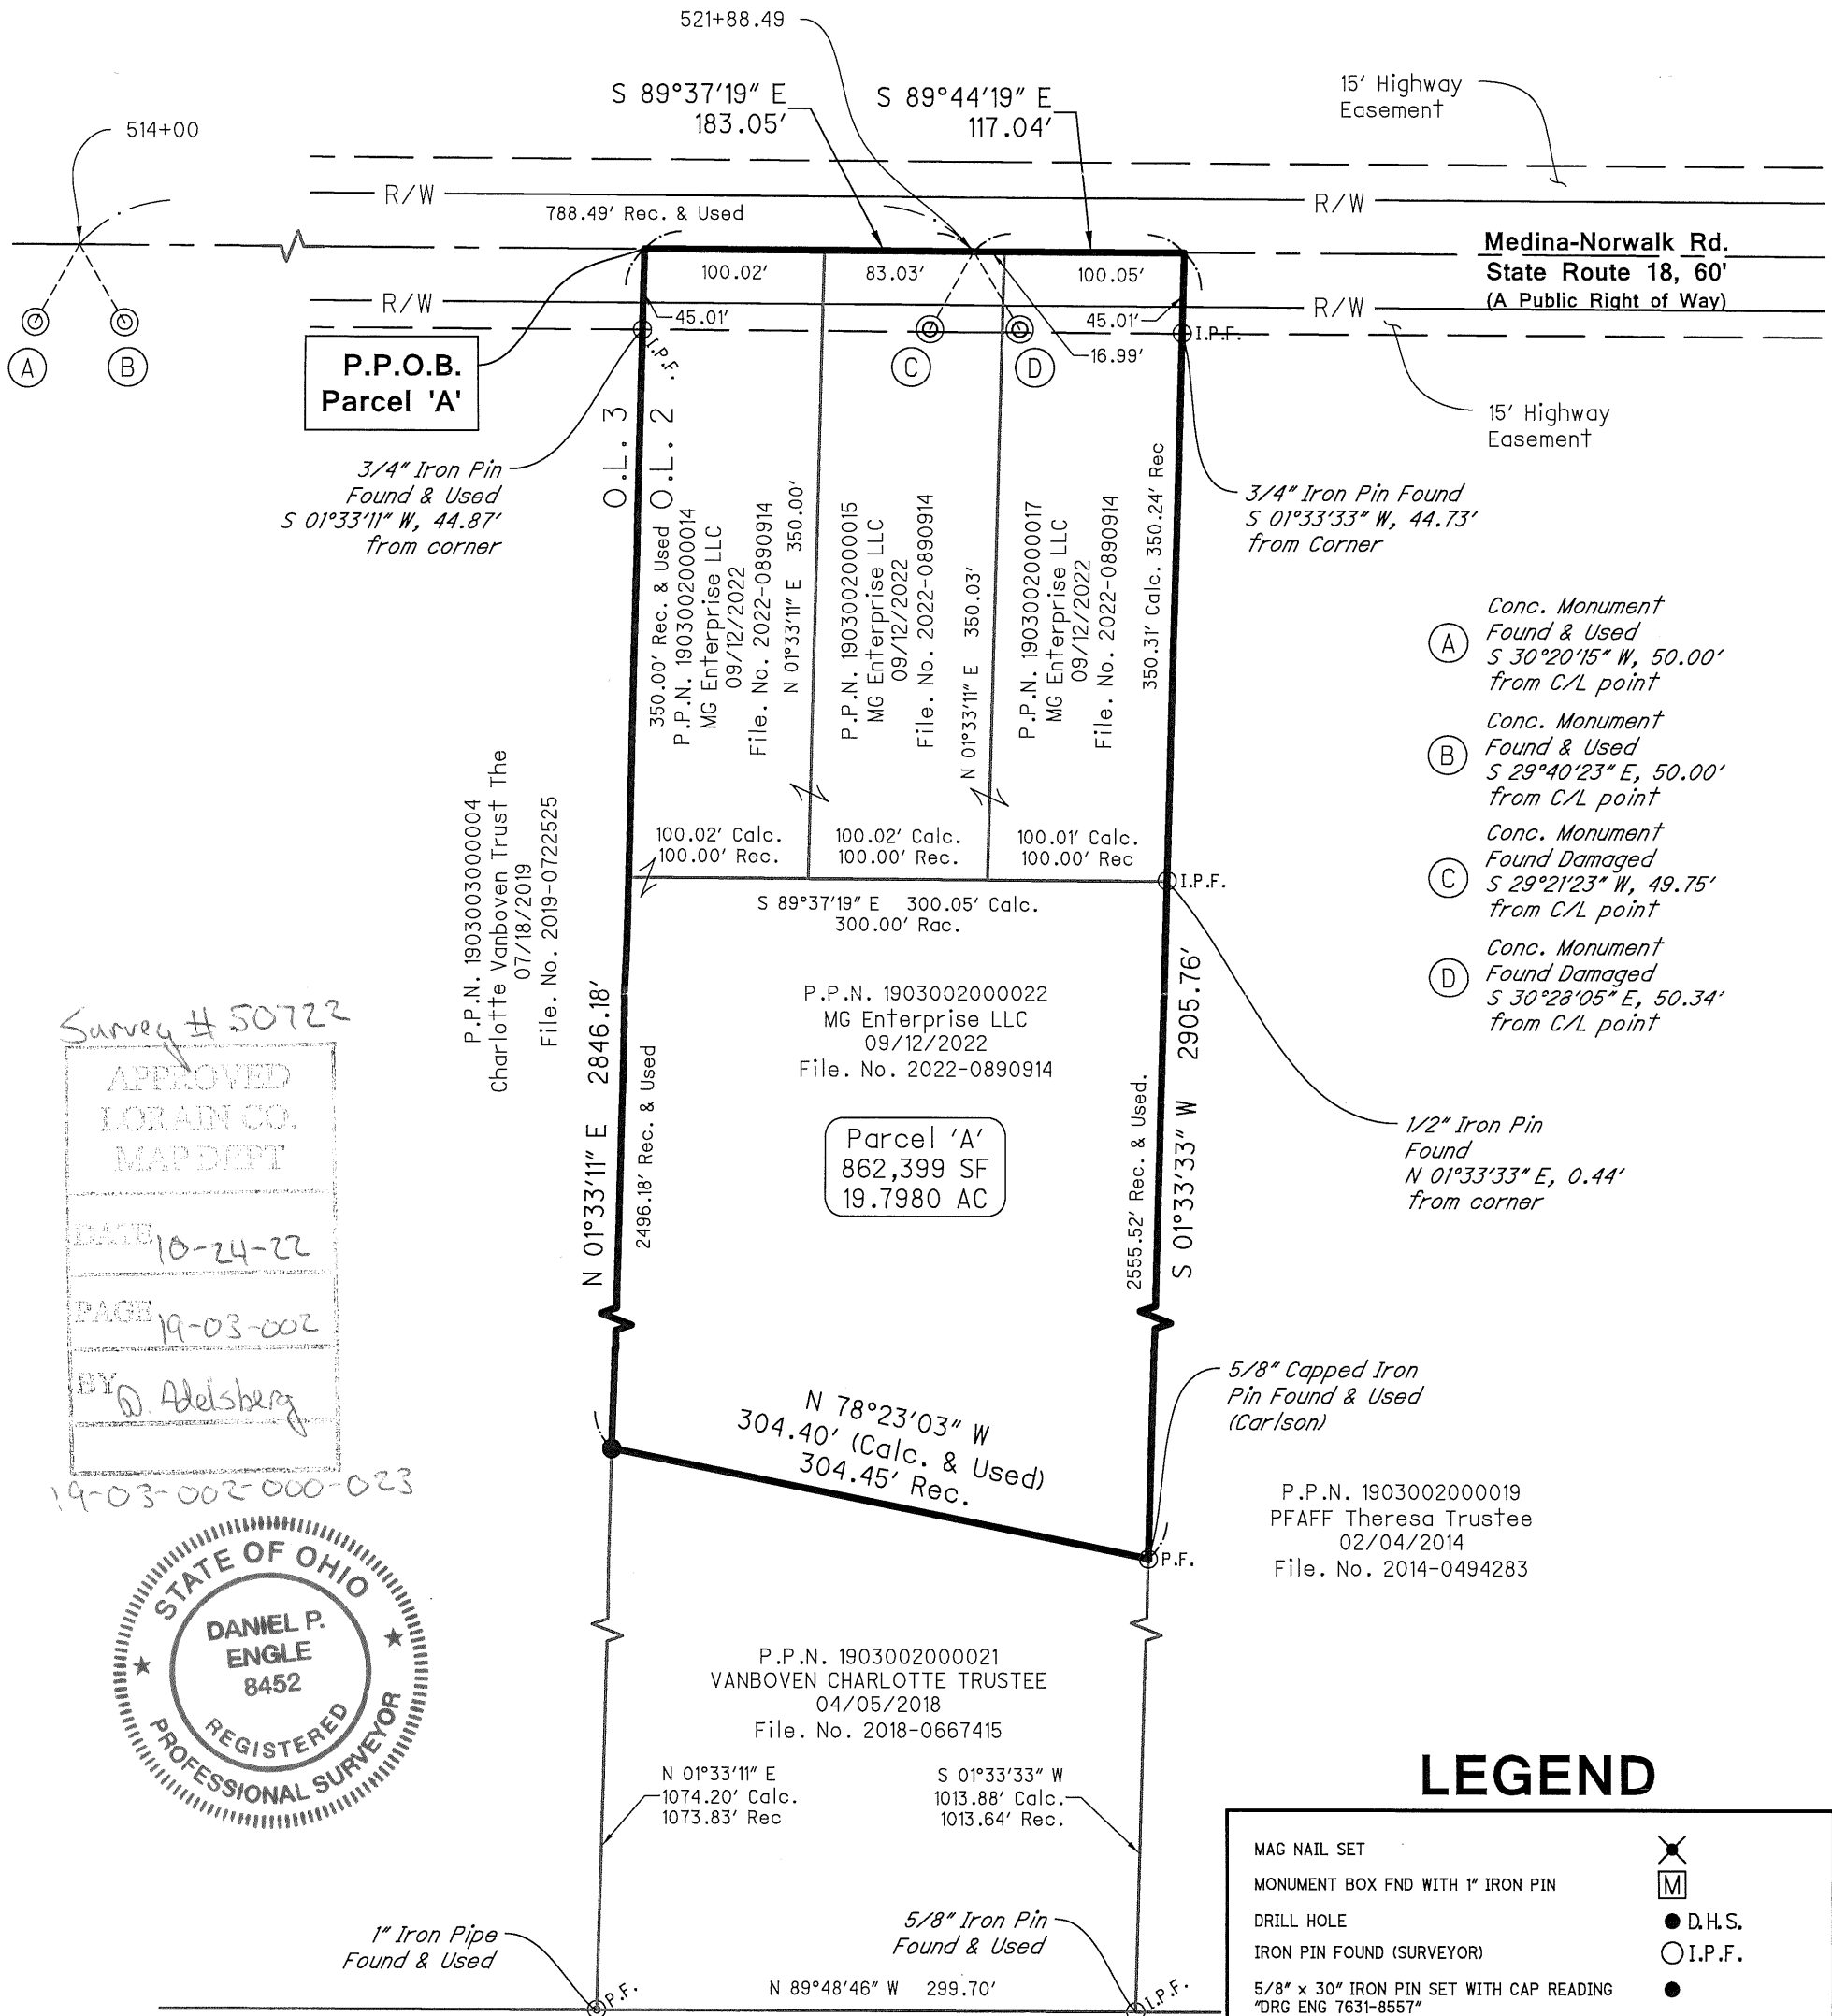 521+88.49
S 89°37'19" E
183.05'
S 89°44'19" E
117.04'
15' Highway
Easement
514+00
R/W
R/W
788.49' Rec. & Used
Medina-Norwalk Rd.
State Route 18, 60'
(A Public Right of Way)
100.02'
83.03'
100.05'
R/W
R/W
45.01'
45.01'
16.99'
I.P.F.
I.P.F.
A
B
C
D
P.P.O.B.
Parcel 'A'
15' Highway
Easement
3/4" Iron Pin
Found & Used
S 01°33'11" W, 44.87'
from corner
O.L. 3
O.L. 2
3/4" Iron Pin Found
S 01°33'33" W, 44.73'
from Corner
350.00' Rec. & Used
P.P.N. 1903002000014
MG Enterprise LLC
09/12/2022
File. No. 2022-0890914
N 01°33'11" E 350.00'
P.P.N. 1903002000015
MG Enterprise LLC
09/12/2022
File. No. 2022-0890914
N 01°33'11" E 350.03'
P.P.N. 1903002000017
MG Enterprise LLC
09/12/2022
File. No. 2022-0890914
350.31' Calc. 350.24' Rec
A
Conc. Monument
Found & Used
S 30°20'15" W, 50.00'
from C/L point
B
Conc. Monument
Found & Used
S 29°40'23" E, 50.00'
from C/L point
C
Conc. Monument
Found Damaged
S 29°21'23" W, 49.75'
from C/L point
D
Conc. Monument
Found Damaged
S 30°28'05" E, 50.34'
from C/L point
100.02' Calc.
100.00' Rec.
100.02' Calc.
100.00' Rec.
100.01' Calc.
100.00' Rec
I.P.F.
S 89°37'19" E 300.05' Calc.
300.00' Rac.
P.P.N. 1903003000004
Charlotte Vanboven Trust The
07/18/2019
File. No. 2019-0722525
P.P.N. 1903002000022
MG Enterprise LLC
09/12/2022
File. No. 2022-0890914
Parcel 'A'
862,399 SF
19.7980 AC
N 01°33'11" E 2846.18'
2496.18' Rec. & Used
2555.52' Rec. & Used.
S 01°33'33" W 2905.76'
1/2" Iron Pin
Found
N 01°33'33" E, 0.44'
from corner
Survey # 50722
APPROVED
LORAIN CO.
MAP DEPT
DATE 10-24-22
PAGE 19-03-002
BY D. Adelsberg
19-03-002-000-023
5/8" Capped Iron
Pin Found & Used
(Carlson)
N 78°23'03" W
304.40' (Calc. & Used)
304.45' Rec.
P.F.
P.P.N. 1903002000019
PFAFF Theresa Trustee
02/04/2014
File. No. 2014-0494283
STATE OF OHIO
DANIEL P.
ENGLE
8452
REGISTERED
PROFESSIONAL SURVEYOR
P.P.N. 1903002000021
VANBOVEN CHARLOTTE TRUSTEE
04/05/2018
File. No. 2018-0667415
N 01°33'11" E
1074.20' Calc.
1073.83' Rec
S 01°33'33" W
1013.88' Calc.
1013.64' Rec.
1" Iron Pipe
Found & Used
5/8" Iron Pin
Found & Used
P.F.
N 89°48'46" W 299.70'
I.P.F.
LEGEND
MAG NAIL SET
MONUMENT BOX FND WITH 1" IRON PIN M
DRILL HOLE D.H.S.
IRON PIN FOUND (SURVEYOR) I.P.F.
5/8" x 30" IRON PIN SET WITH CAP READING
"DRG ENG 7631-8557"